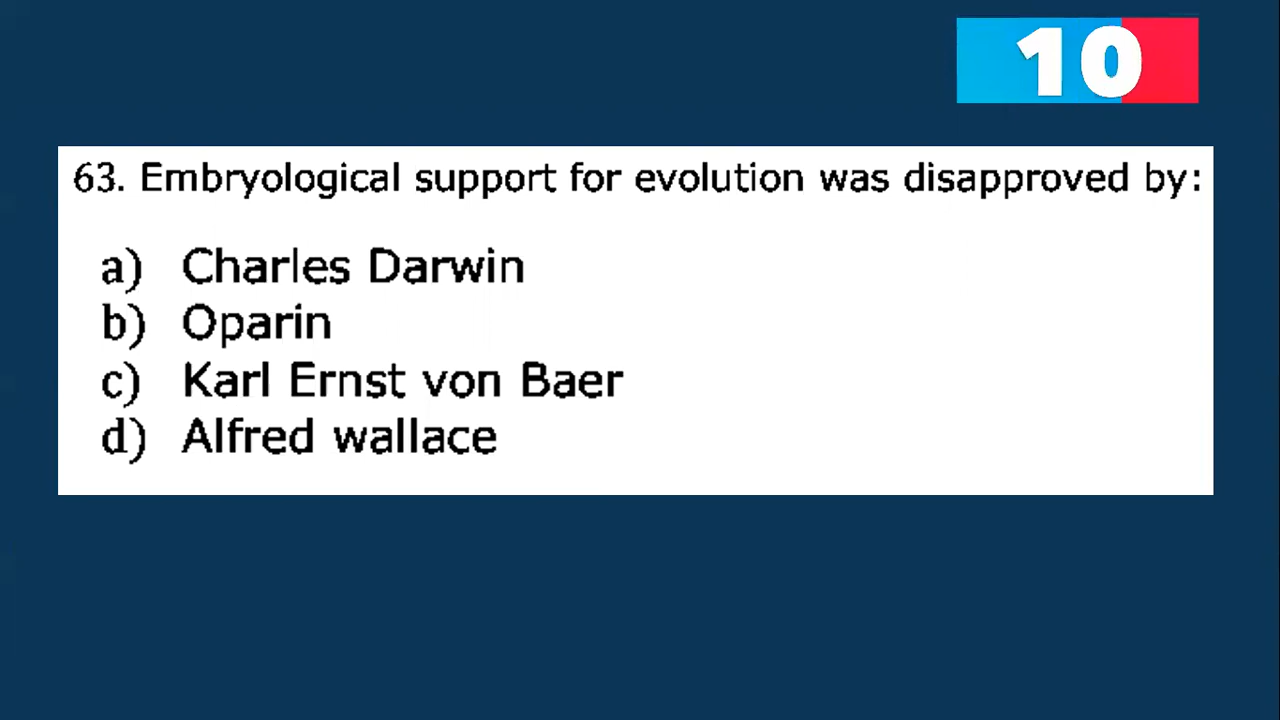 10
63. Embryological support for evolution was disapproved by:
a) Charles Darwin
b) Oparin
c) Karl Ernst von Baer
d) Alfred wallace